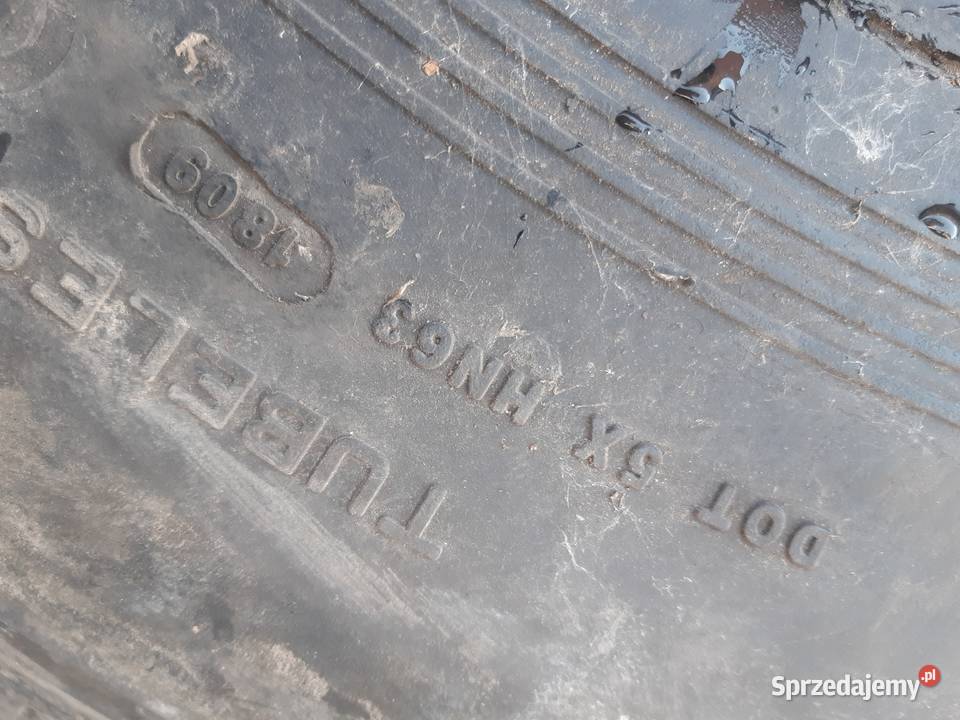 DOT 5X HN63 1809
TUBELES
Sprzedajemy.pl